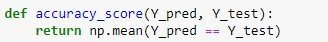 def accuracy_score(Y_pred, Y_test):
    return np.mean(Y_pred == Y_test)